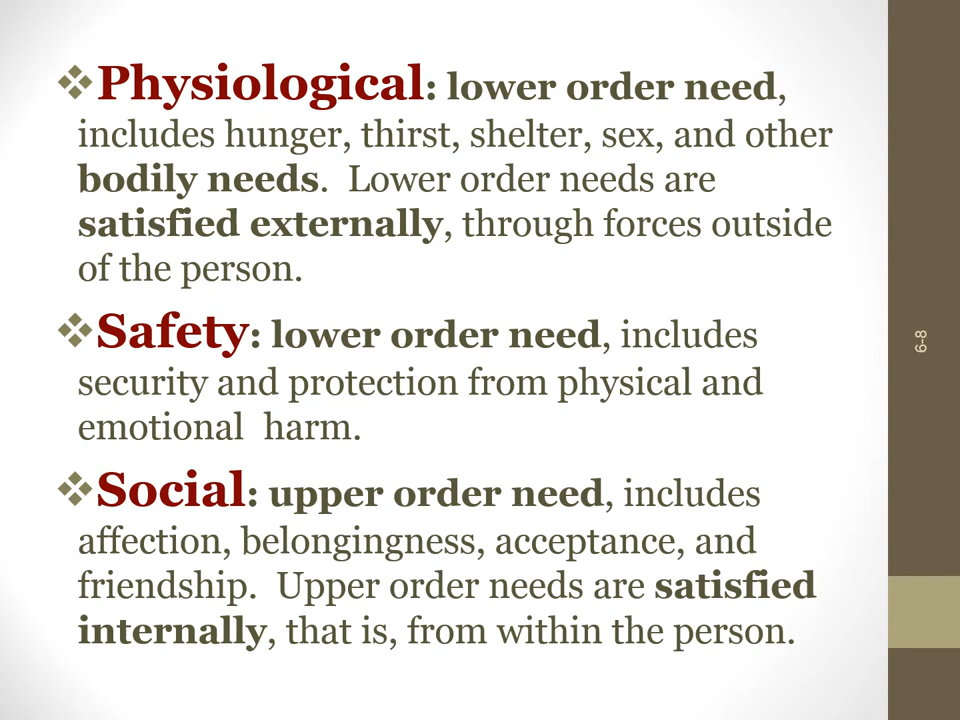 ❖Physiological: lower order need,
includes hunger, thirst, shelter, sex, and other
bodily needs.  Lower order needs are
satisfied externally, through forces outside
of the person.
❖Safety: lower order need, includes
security and protection from physical and
emotional  harm.
❖Social: upper order need, includes
affection, belongingness, acceptance, and
friendship.  Upper order needs are satisfied
internally, that is, from within the person.
6-8